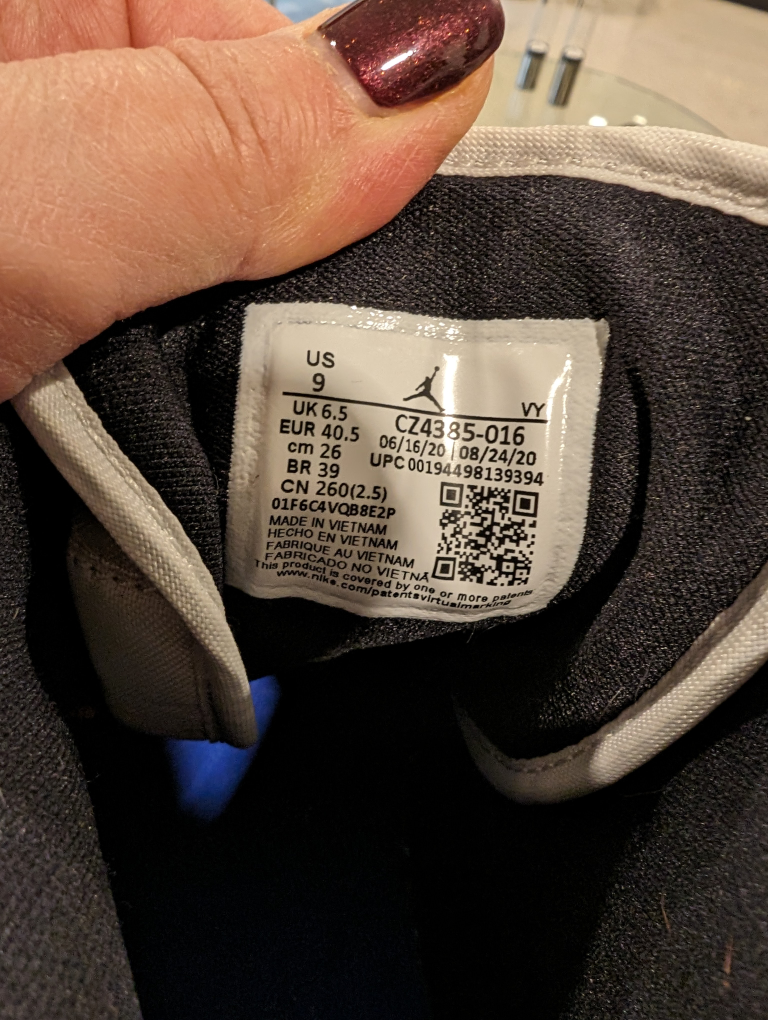 US
9
VY
UK 6.5
EUR 40.5
cm 26
BR 39
CN 260(2.5)
01F6C4VQB8E2P
CZ4385-016
06/16/20 08/24/20
UPC 00194498139394
MADE IN VIETNAM
HECHO EN VIETNAM
FABRIQUE AU VIETNAM
FABRICADO NO VIETNÃ
This product is covered by one or more patents
www.nike.com/patentsvirtualmarking